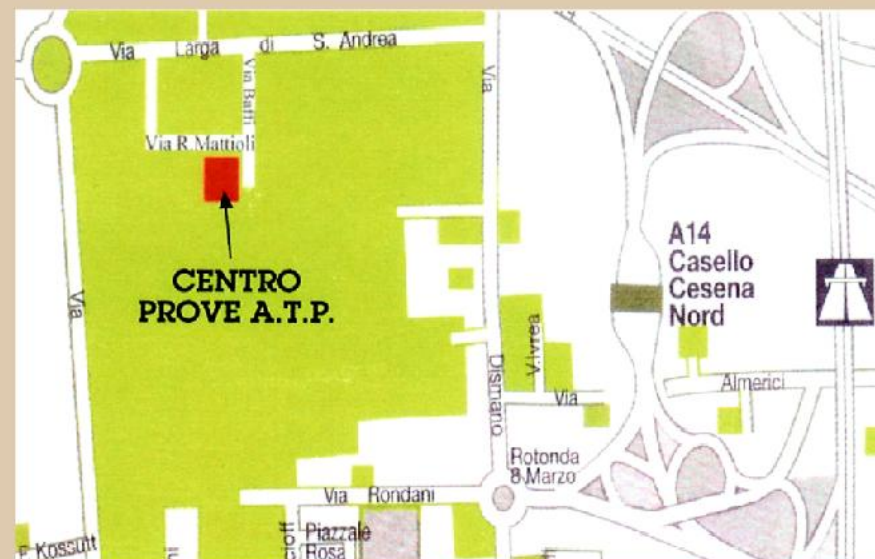 Via Larga di S. Andrea
Via Baffi
Via
Via R. Mattioli
A14
Casello
Cesena
Nord
CENTRO
PROVE A.T.P.
Via
V. Ivrea
Dismano
Via Almerici
Rotonda
8 Marzo
Via Rondani
Piazzale
Rosa
F Kossutt